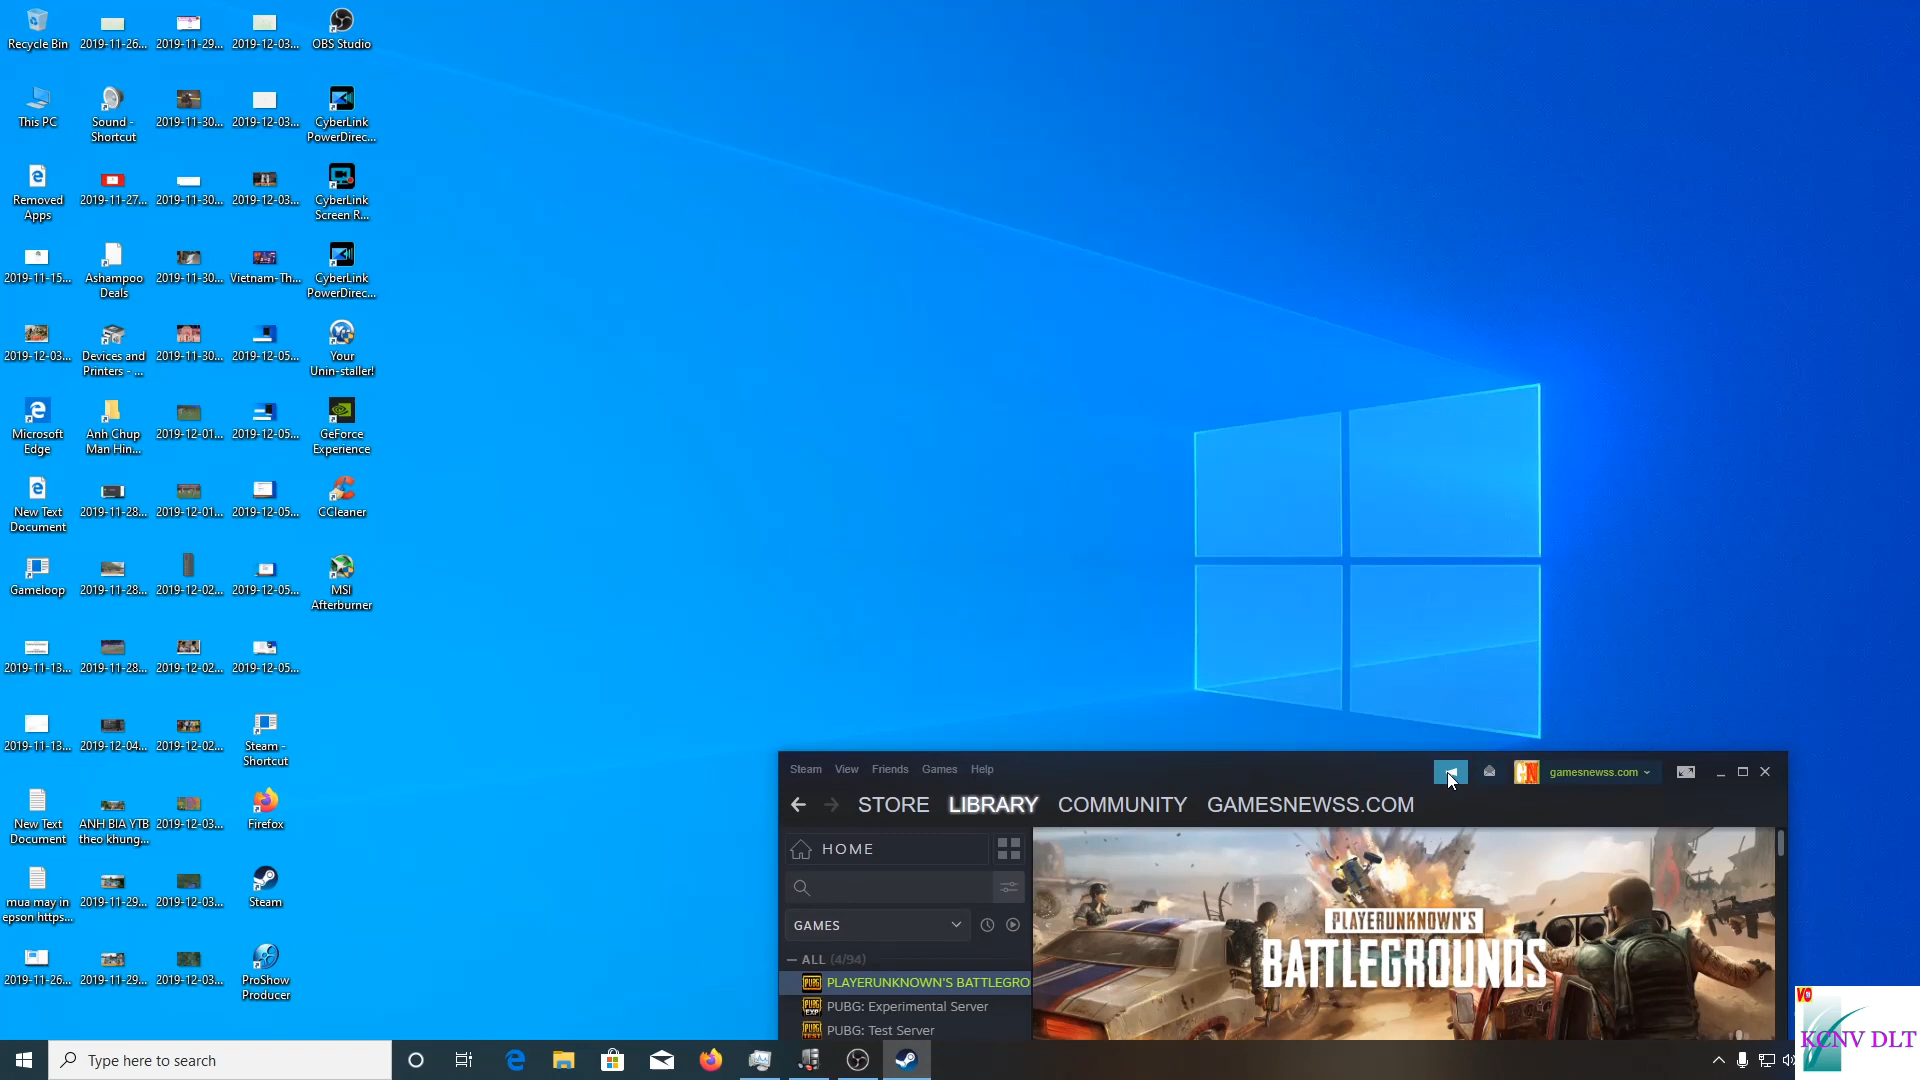 Recycle Bin
2019-11-26...
2019-11-29...
2019-12-03...
OBS Studio
This PC
Sound -
Shortcut
2019-11-30...
2019-12-03...
CyberLink
PowerDirec...
Removed
Apps
2019-11-27...
2019-11-30...
2019-12-03...
CyberLink
Screen R...
2019-11-15...
Ashampoo
Deals
2019-11-30...
Vietnam-Th...
CyberLink
PowerDirec...
2019-12-03...
Devices and
Printers - ...
2019-11-30...
2019-12-05...
Your
Unin-staller!
Microsoft
Edge
Anh Chup
Man Hin...
2019-12-01...
2019-12-05...
GeForce
Experience
New Text
Document
2019-11-28...
2019-12-01...
2019-12-05...
CCleaner
Gameloop
2019-11-28...
2019-12-02...
2019-12-05...
MSI
Afterburner
2019-11-13...
2019-11-28...
2019-12-02...
2019-12-05...
2019-11-13...
2019-12-04...
2019-12-02...
Steam -
Shortcut
New Text
Document
ANH BIA YTB
theo khung...
2019-12-03...
Firefox
mua may in
epson https...
2019-11-29...
2019-12-03...
Steam
2019-11-26...
2019-11-29...
2019-12-03...
ProShow
Producer
Steam View Friends Games Help
gamesnewss.com
STORE LIBRARY COMMUNITY GAMESNEWSS.COM
HOME
GAMES
ALL (4/94)
PLAYERUNKNOWN'S BATTLEGRO
PUBG: Experimental Server
PUBG: Test Server
PLAYERUNKNOWN'S
BATTLEGROUNDS
Type here to search
VO
KCNV DLT